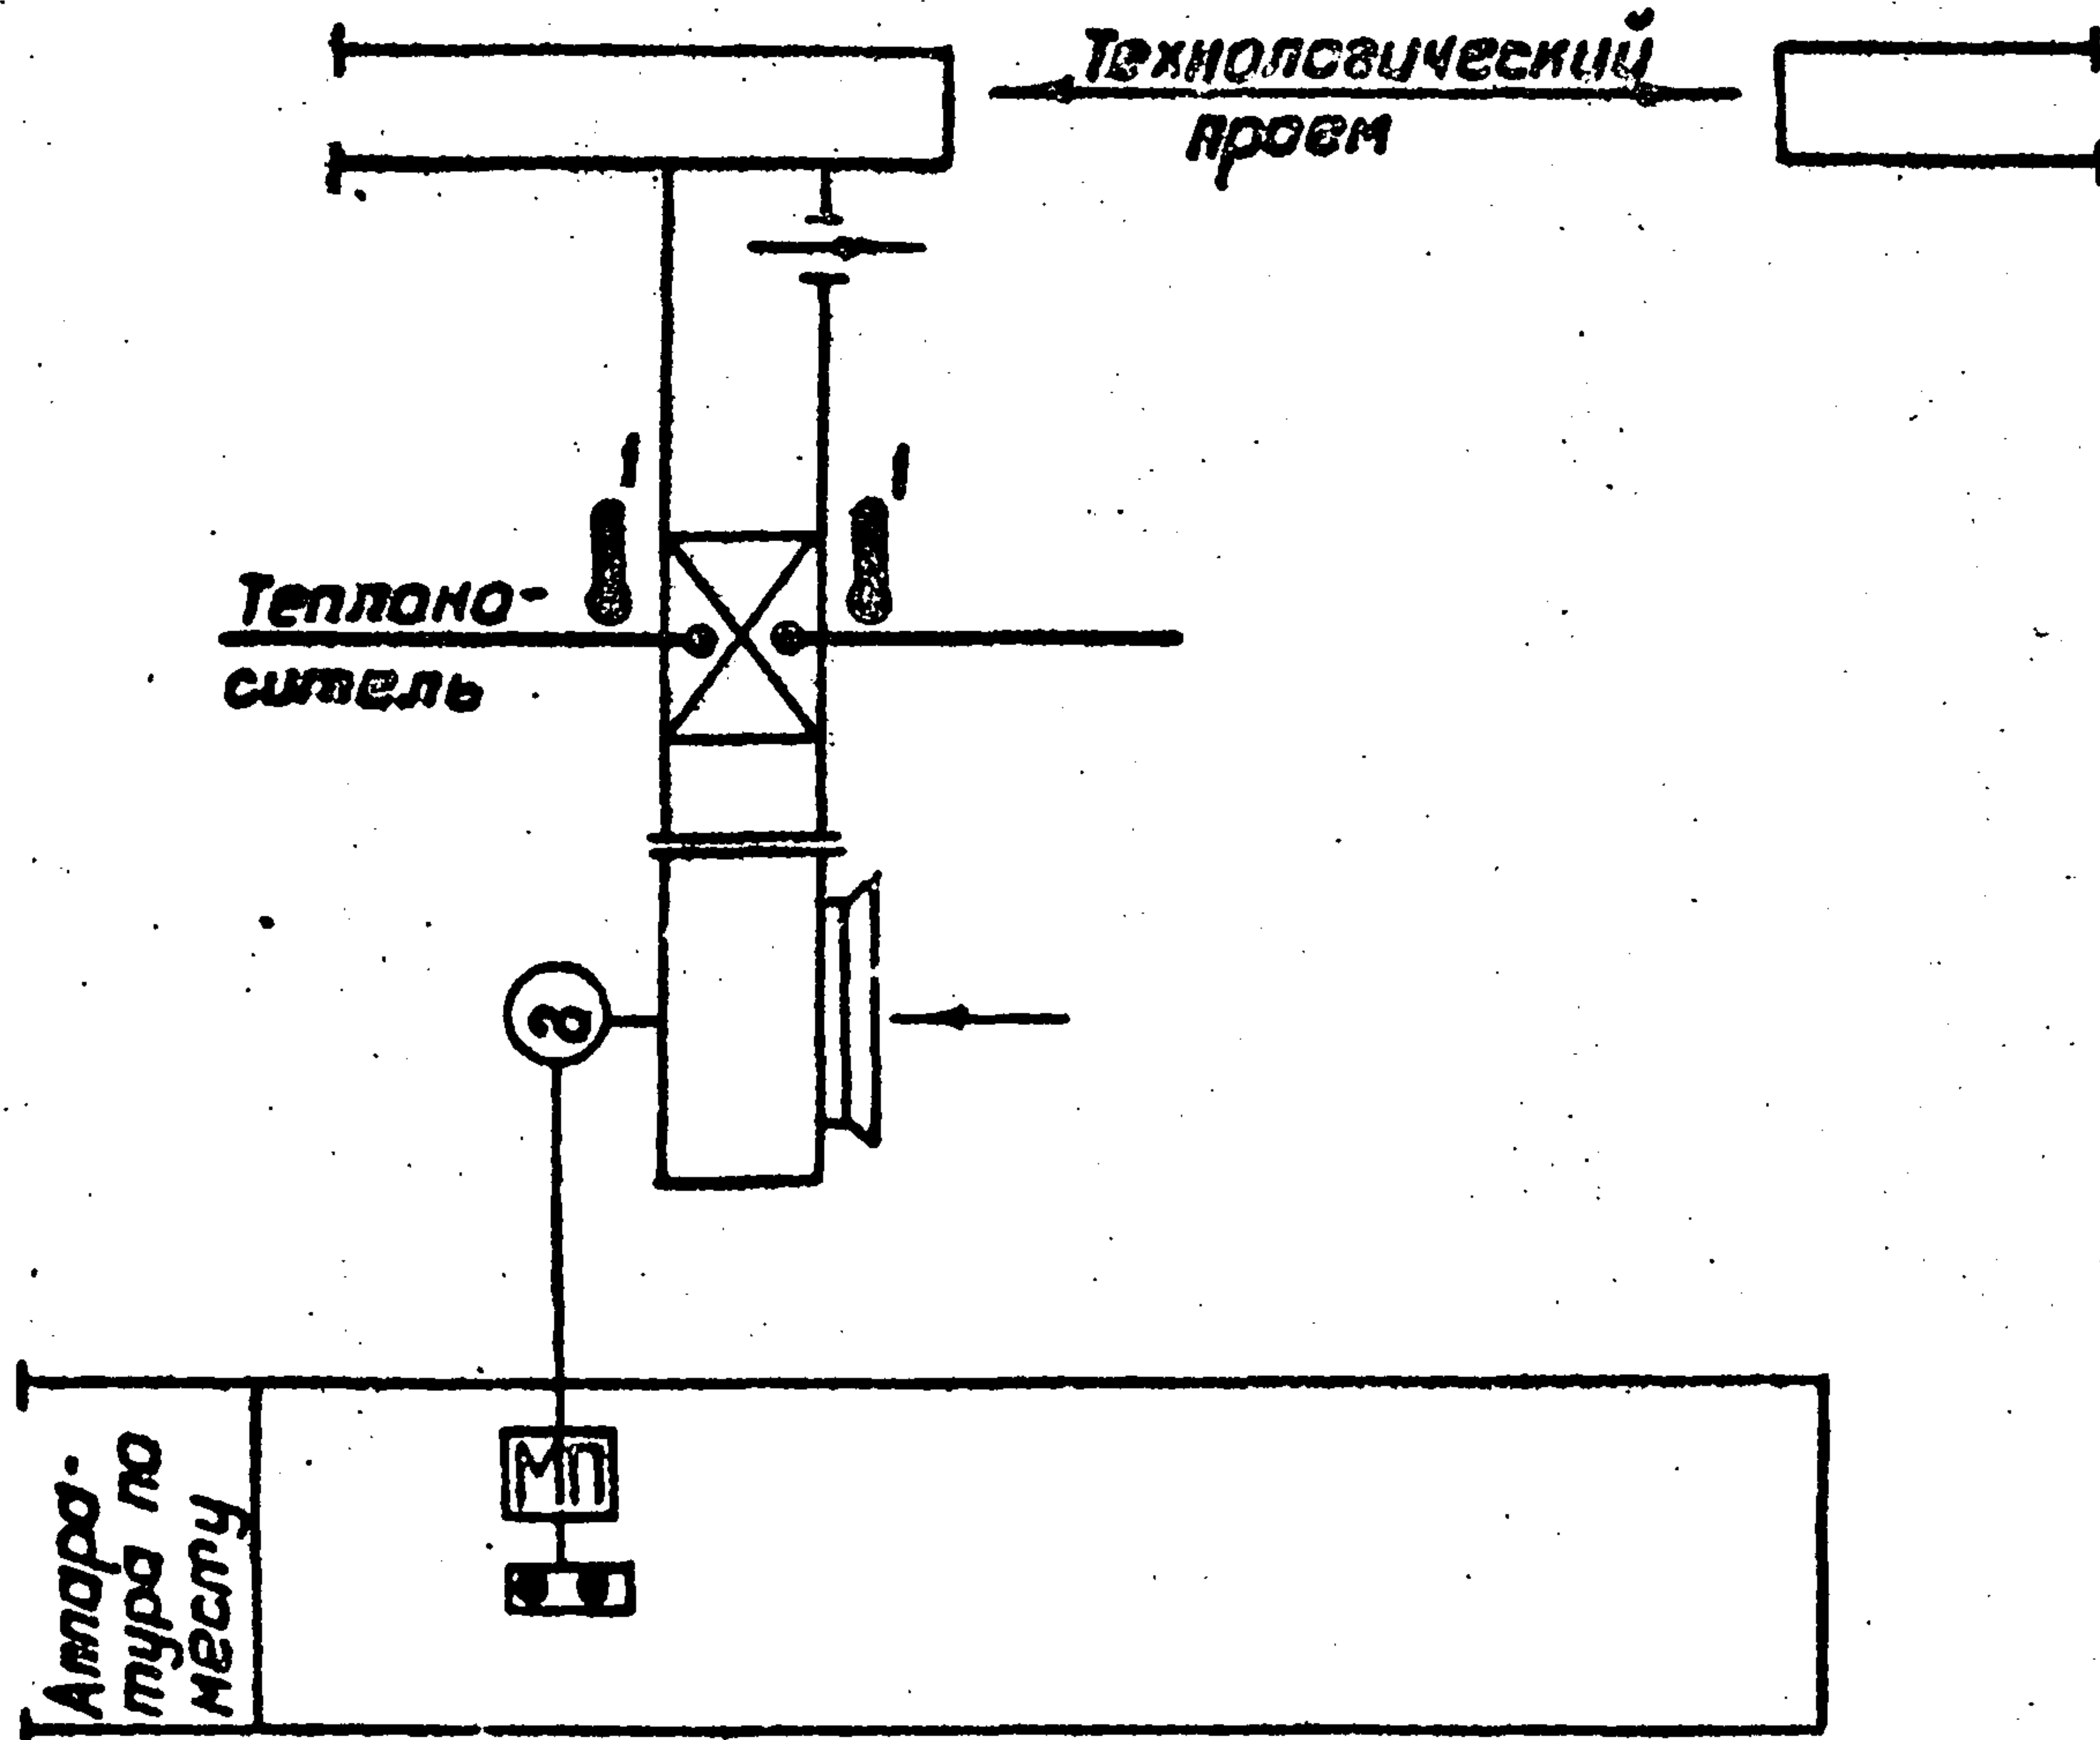 Технологический
проем
1
1
Теплоно-
ситель
д
МП
Аппара-
тура по
месту